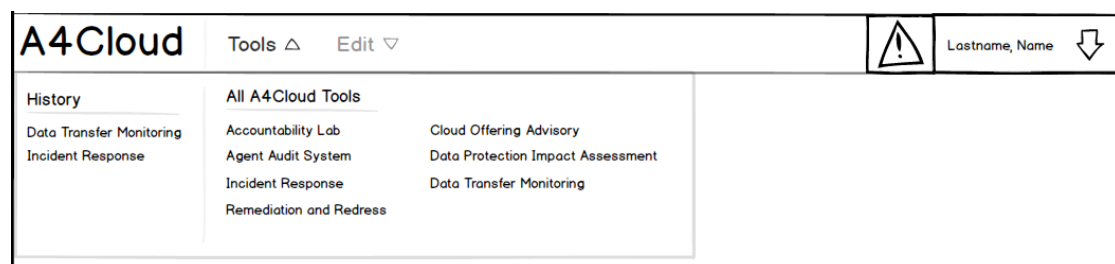 A4Cloud Tools Edit Lastname, Name
History
Data Transfer Monitoring
Incident Response
All A4Cloud Tools
Accountability Lab
Agent Audit System
Incident Response
Remediation and Redress
Cloud Offering Advisory
Data Protection Impact Assessment
Data Transfer Monitoring